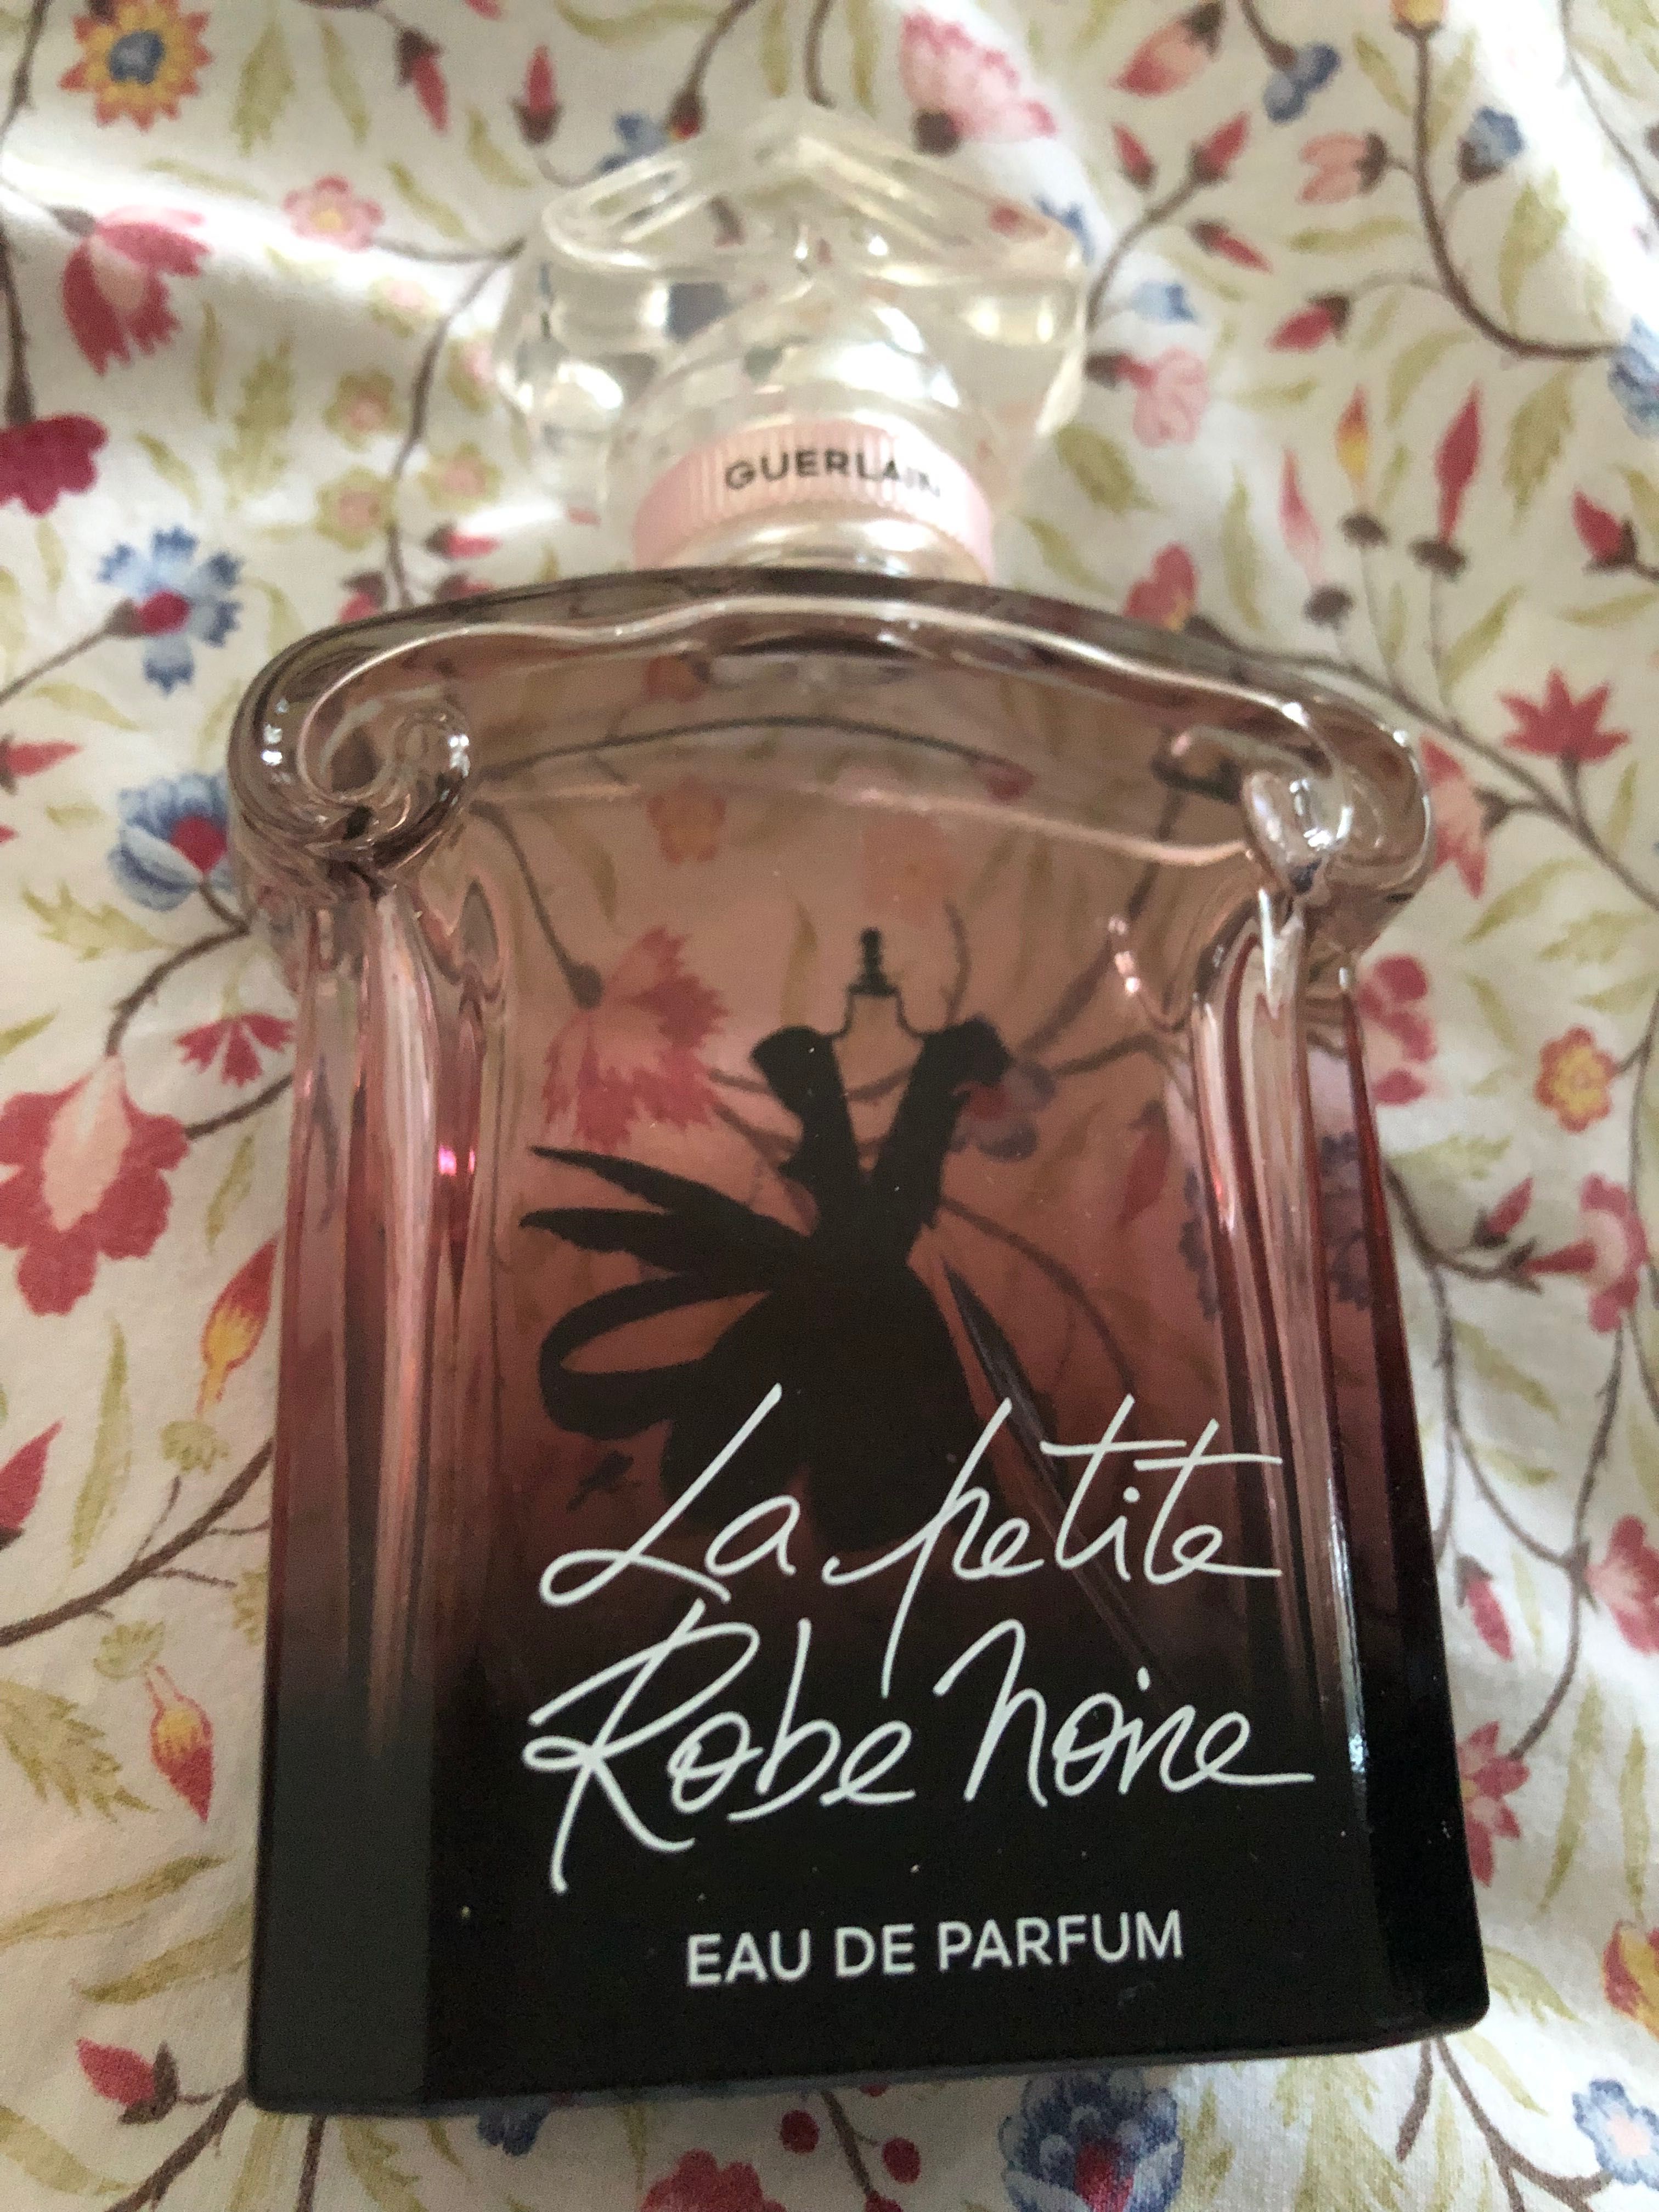 GUERLAIN
La petite
Robe noire
EAU DE PARFUM